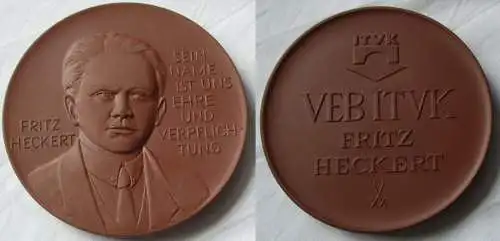 SEIN
NAME
IST UNS
EHRE
UND
VERPFLICH-
TUNG
FRITZ
HECKERT
ITVK
VEB ITVK
FRITZ
HECKERT